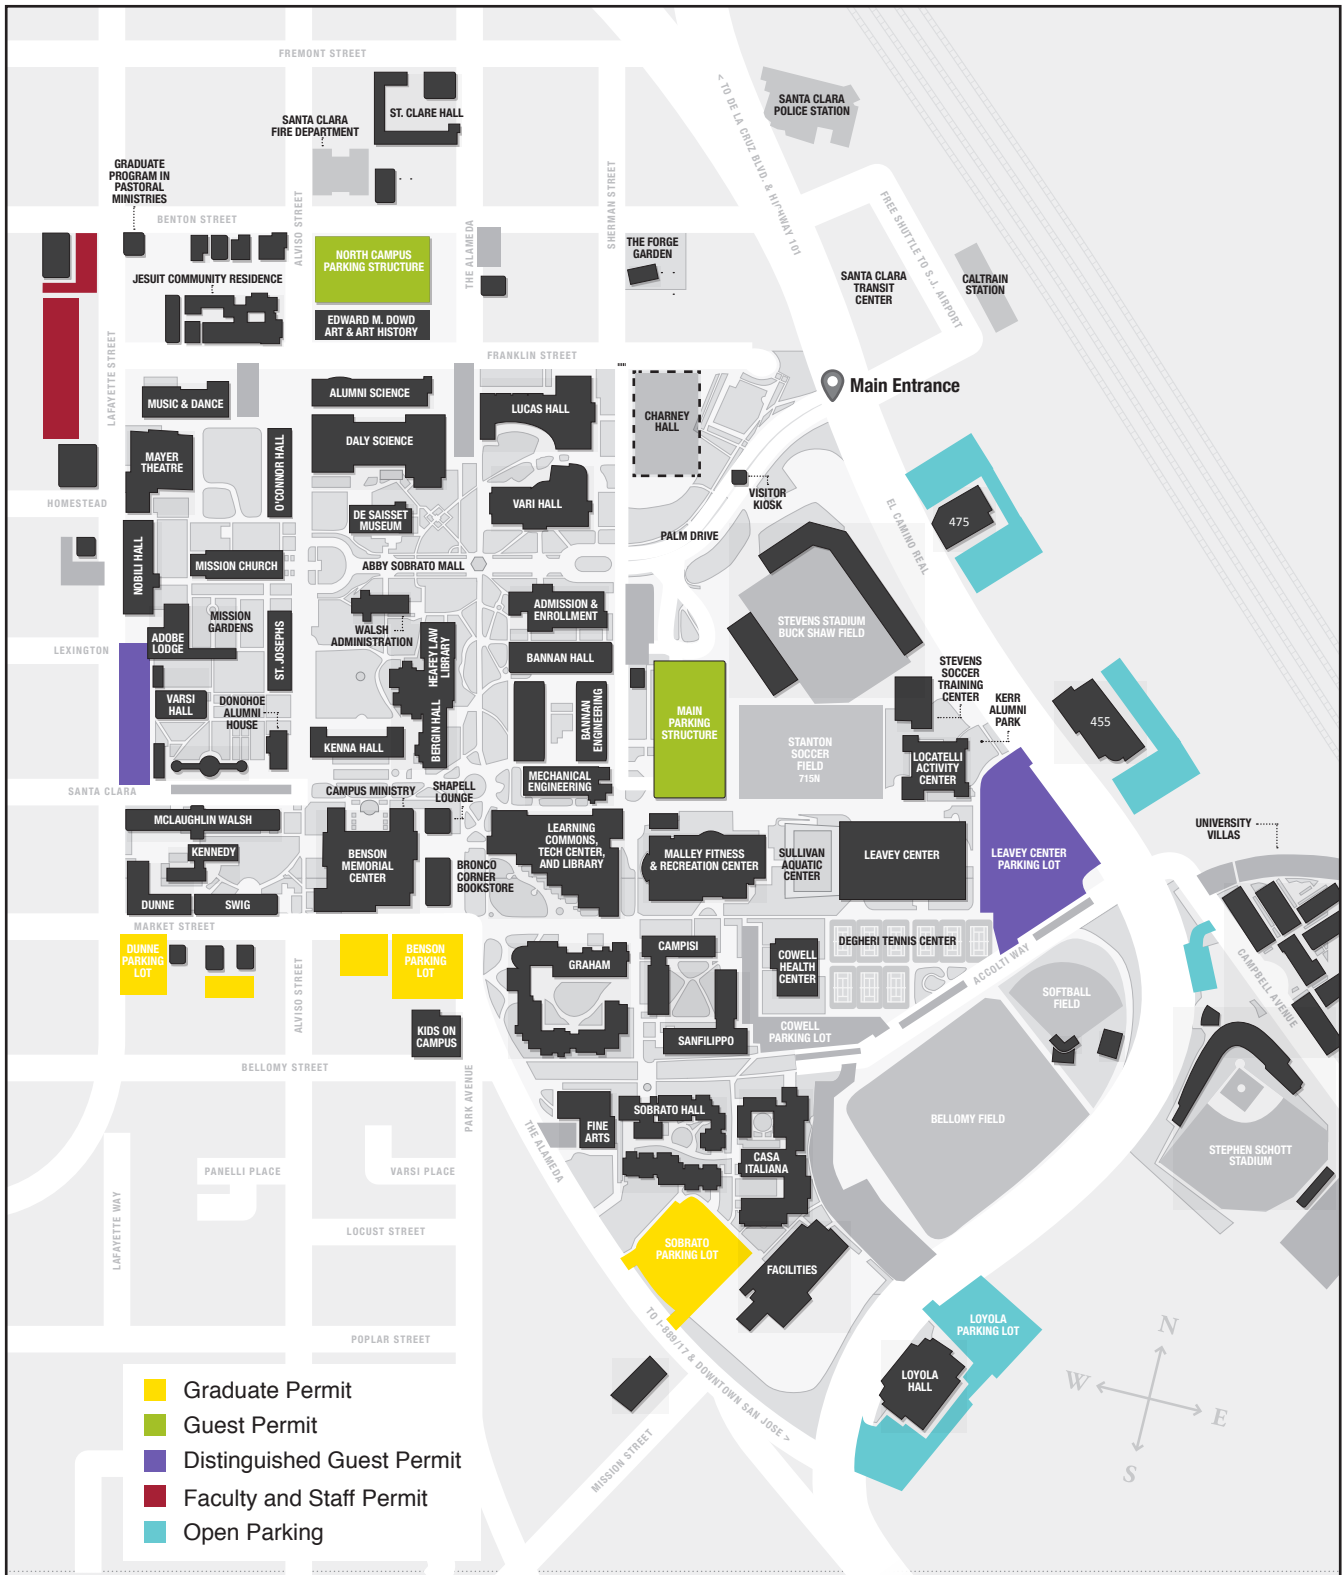 FREMONT STREET
ST. CLARE HALL
SANTA CLARA
FIRE DEPARTMENT
< TO DE LA CRUZ BLVD. & HIGHWAY 101
SANTA CLARA
POLICE STATION
GRADUATE
PROGRAM IN
PASTORAL
MINISTRIES
BENTON STREET
ALVISO STREET
THE ALAMEDA
SHERMAN STREET
NORTH CAMPUS
PARKING STRUCTURE
THE FORGE
GARDEN
FREE SHUTTLE TO S.J. AIRPORT
SANTA CLARA
TRANSIT
CENTER
CALTRAIN
STATION
JESUIT COMMUNITY RESIDENCE
EDWARD M. DOWD
ART & ART HISTORY
LAFAYETTE STREET
FRANKLIN STREET
Main Entrance
MUSIC & DANCE
ALUMNI SCIENCE
LUCAS HALL
CHARNEY
HALL
MAYER
THEATRE
O'CONNOR HALL
DALY SCIENCE
HOMESTEAD
DE SAISSET
MUSEUM
VARI HALL
VISITOR
KIOSK
475
PALM DRIVE
EL CAMINO REAL
NOBILI HALL
MISSION CHURCH
ABBY SOBRATO MALL
MISSION
GARDENS
ADOBE
LODGE
ST. JOSEPHS
WALSH
ADMINISTRATION
HEAFEY LAW
LIBRARY
ADMISSION &
ENROLLMENT
STEVENS STADIUM
BUCK SHAW FIELD
LEXINGTON
BANNAN HALL
STEVENS
SOCCER
TRAINING
CENTER
KERR
ALUMNI
PARK
455
VARSI
HALL
DONOHOE
ALUMNI
HOUSE
BERGIN HALL
BANNAN
ENGINEERING
MAIN
PARKING
STRUCTURE
STANTON
SOCCER
FIELD
715N
KENNA HALL
LOCATELLI
ACTIVITY
CENTER
MECHANICAL
ENGINEERING
SANTA CLARA
CAMPUS MINISTRY
SHAPELL
LOUNGE
MCLAUGHLIN WALSH
UNIVERSITY
VILLAS
KENNEDY
BENSON
MEMORIAL
CENTER
BRONCO
CORNER
BOOKSTORE
LEARNING
COMMONS,
TECH CENTER,
AND LIBRARY
MALLEY FITNESS
& RECREATION CENTER
SULLIVAN
AQUATIC
CENTER
LEAVEY CENTER
LEAVEY CENTER
PARKING LOT
DUNNE
SWIG
MARKET STREET
DUNNE
PARKING
LOT
BENSON
PARKING
LOT
GRAHAM
CAMPISI
COWELL
HEALTH
CENTER
DEGHERI TENNIS CENTER
ACCOLTI WAY
CAMPBELL AVENUE
SOFTBALL
FIELD
ALVISO STREET
KIDS ON
CAMPUS
SANFILIPPO
COWELL
PARKING LOT
BELLOMY STREET
PARK AVENUE
THE ALAMEDA
FINE
ARTS
SOBRATO HALL
BELLOMY FIELD
CASA
ITALIANA
STEPHEN SCHOTT
STADIUM
PANELLI PLACE
VARSI PLACE
LAFAYETTE WAY
LOCUST STREET
SOBRATO
PARKING LOT
FACILITIES
POPLAR STREET
TO I-889/17 & DOWNTOWN SAN JOSE >
LOYOLA
PARKING LOT
LOYOLA
HALL
MISSION STREET
N
W
E
S
Graduate Permit
Guest Permit
Distinguished Guest Permit
Faculty and Staff Permit
Open Parking